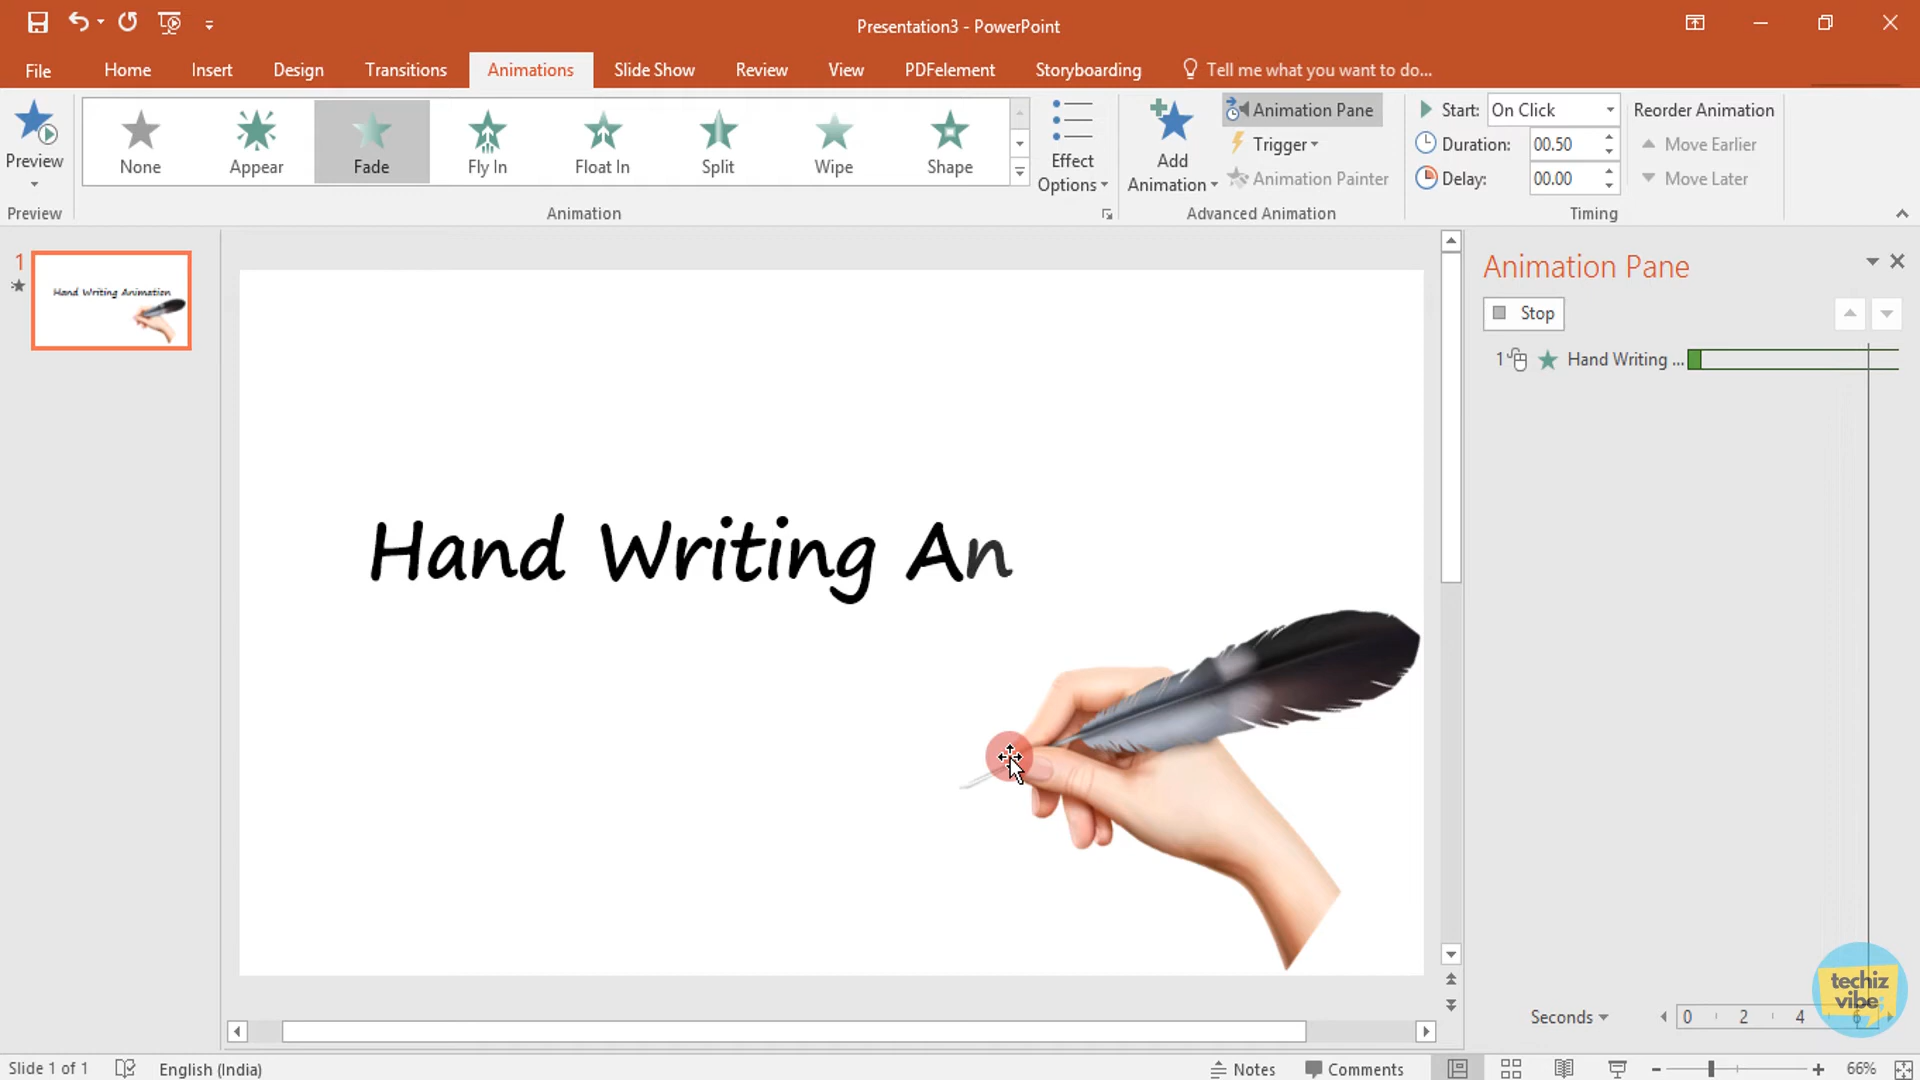 Presentation3 - PowerPoint
File Home Insert Design Transitions Animations Slide Show Review View PDFelement Storyboarding Tell me what you want to do...
Preview
None Appear Fade Fly In Float In Split Wipe Shape
Effect Options
Add Animation
Animation Pane
Trigger
Animation Painter
Start: On Click
Duration: 00.50
Delay: 00.00
Reorder Animation
Move Earlier
Move Later
Preview Animation Advanced Animation Timing
1
Hand Writing Animation
Hand Writing An
Animation Pane
Stop
1 Hand Writing ...
Seconds 0 2 4 6
techiz
vibe
Slide 1 of 1 English (India) Notes Comments 66%